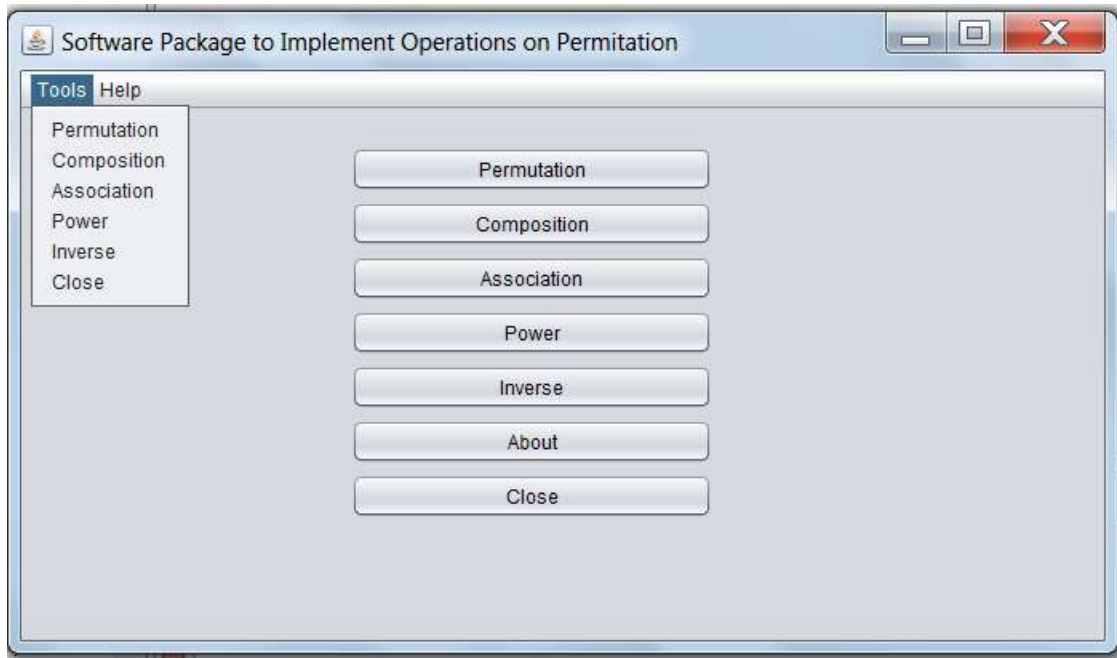 Software Package to Implement Operations on Permitation
Tools Help
Permutation
Composition
Association
Power
Inverse
Close
Permutation
Composition
Association
Power
Inverse
About
Close